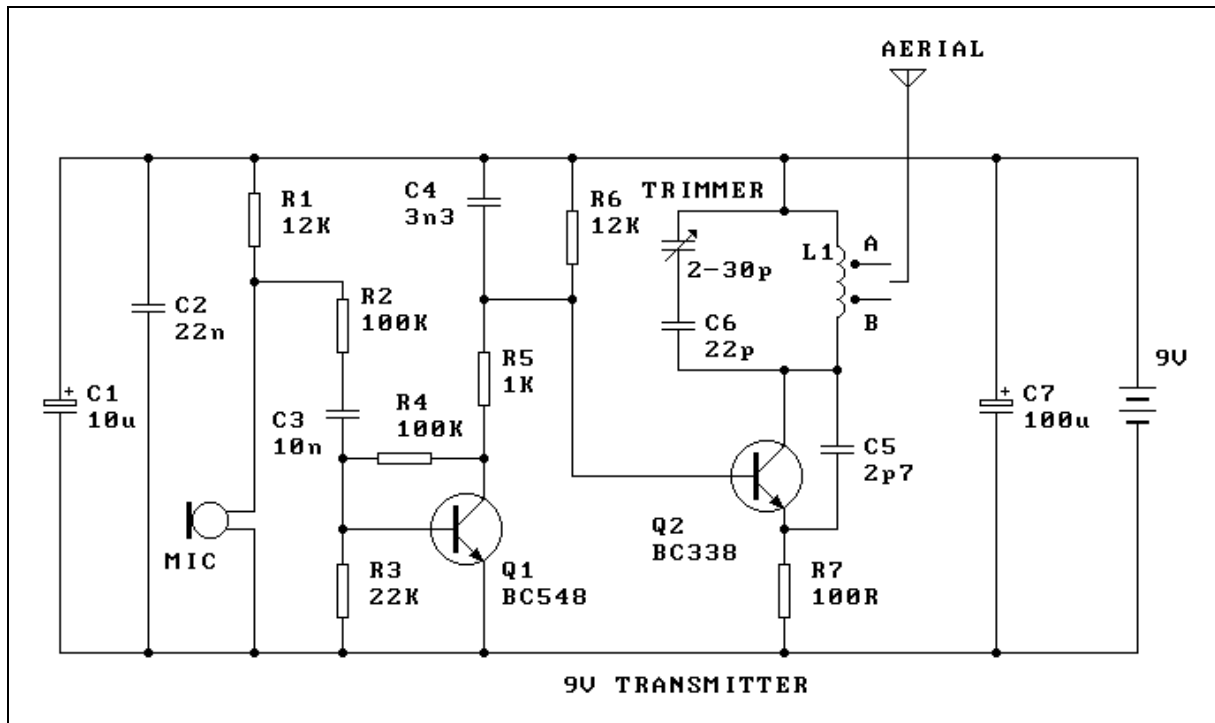 AERIAL
TRIMMER
C4
3n3
R1
12K
R6
12K
L1
A
2-30p
B
C2
22n
R2
100K
C6
22p
R5
1K
9V
C1
+
10u
C3
10n
R4
100K
C7
+
100u
C5
2p7
MIC
Q2
BC338
R3
22K
Q1
BC548
R7
100R
9V TRANSMITTER